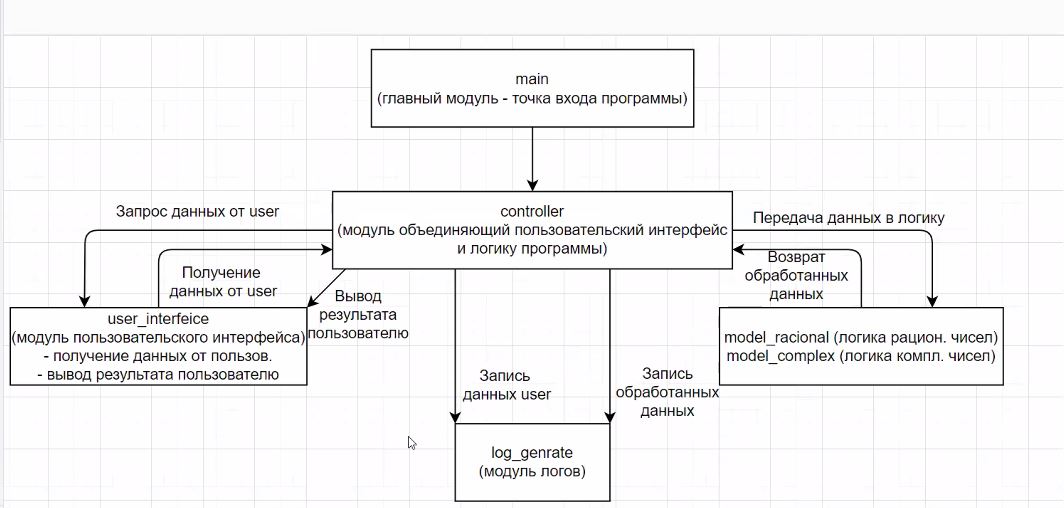 main
(главный модуль - точка входа программы)
controller
(модуль объединяющий пользовательский интерфейс
и логику программы)
Запрос данных от user
Передача данных в логику
Получение
данных от user
Возврат
обработанных
данных
Вывод
результата
пользователю
user_interfeice
(модуль пользовательского интерфейса)
- получение данных от пользов.
- вывод результата пользователю
model_racional (логика рацион. чисел)
model_complex (логика компл. чисел)
Запись
данных user
Запись
обработанных
данных
log_genrate
(модуль логов)